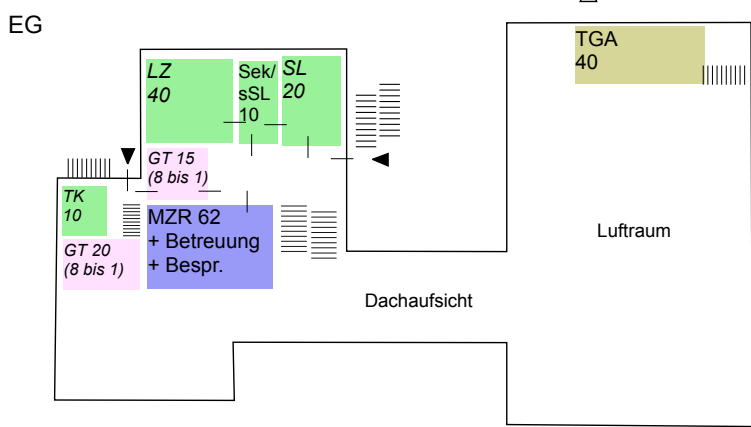 EG
TGA
40
LZ
40
Sek/
sSL
10
SL
20
GT 15
(8 bis 1)
TK
10
MZR 62
+ Betreuung
+ Bespr.
GT 20
(8 bis 1)
Luftraum
Dachaufsicht